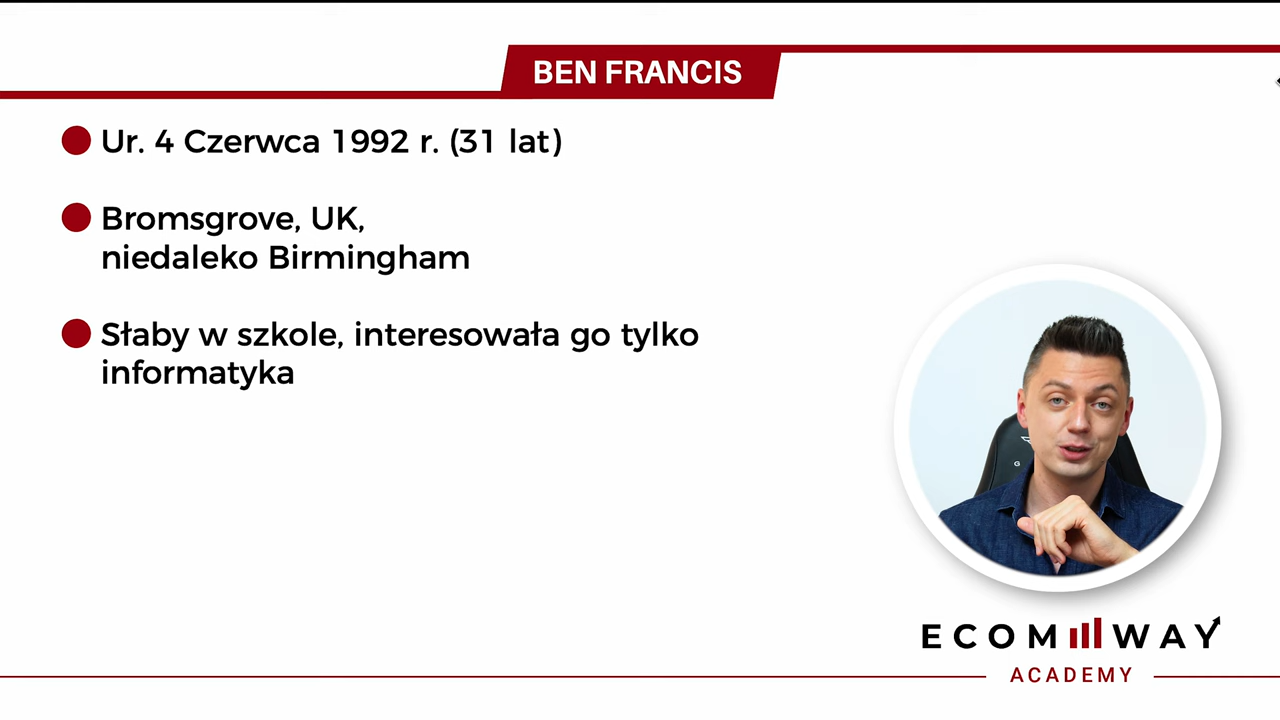 BEN FRANCIS
Ur. 4 Czerwca 1992 r. (31 lat)
Bromsgrove, UK,
niedaleko Birmingham
Słaby w szkole, interesowała go tylko
informatyka
G
ECOM WAY
ACADEMY